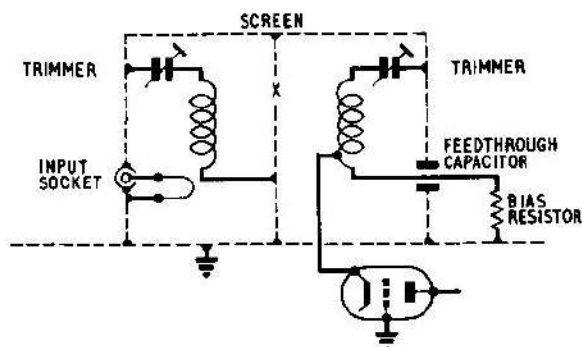 SCREEN
TRIMMER
TRIMMER
X
FEEDTHROUGH
CAPACITOR
INPUT
SOCKET
BIAS
RESISTOR